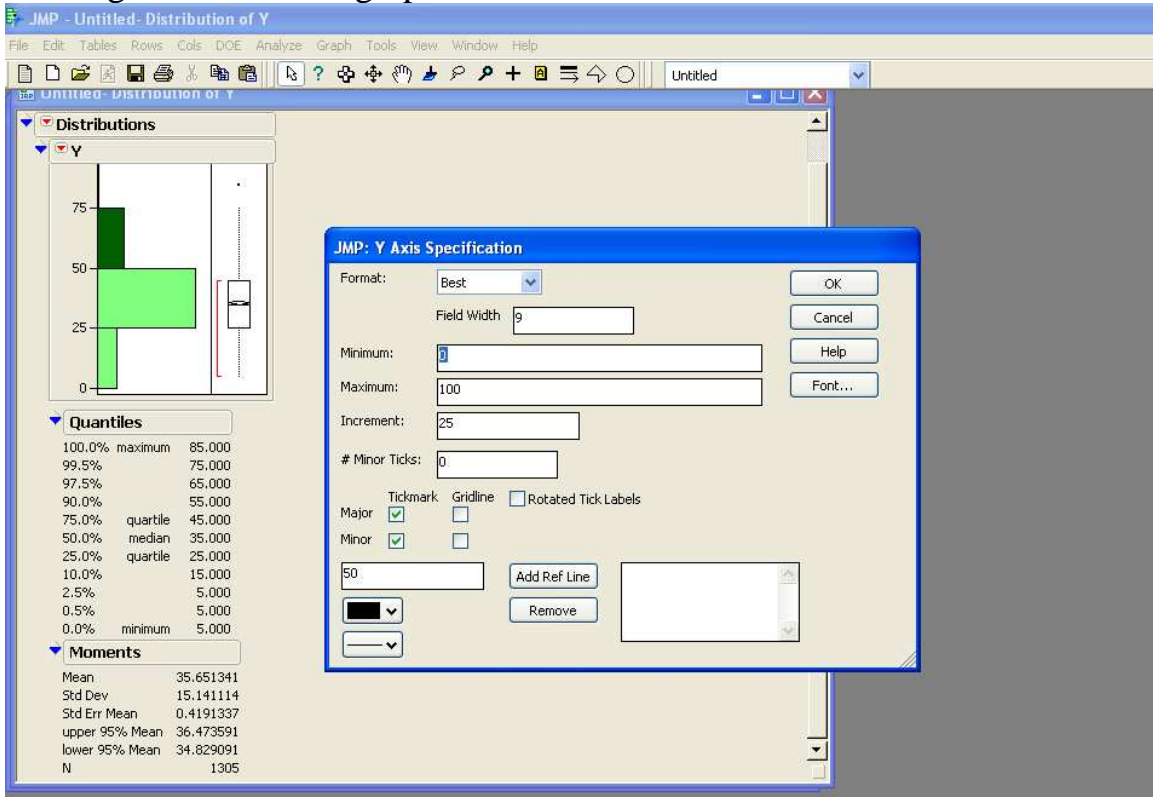 JMP - Untitled- Distribution of Y
File Edit Tables Rows Cols DOE Analyze Graph Tools View Window Help
Untitled
Untitled- Distribution of Y
Distributions
Y
75
50
25
0
Quantiles
100.0% maximum 85.000
99.5% 75.000
97.5% 65.000
90.0% 55.000
75.0% quartile 45.000
50.0% median 35.000
25.0% quartile 25.000
10.0% 15.000
2.5% 5.000
0.5% 5.000
0.0% minimum 5.000
Moments
Mean 35.651341
Std Dev 15.141114
Std Err Mean 0.4191337
upper 95% Mean 36.473591
lower 95% Mean 34.829091
N 1305
JMP: Y Axis Specification
Format: Best
Field Width 9
Minimum: 0
Maximum: 100
Increment: 25
# Minor Ticks: 0
Tickmark Gridline Rotated Tick Labels
Major
Minor
50
Add Ref Line
Remove
OK
Cancel
Help
Font...